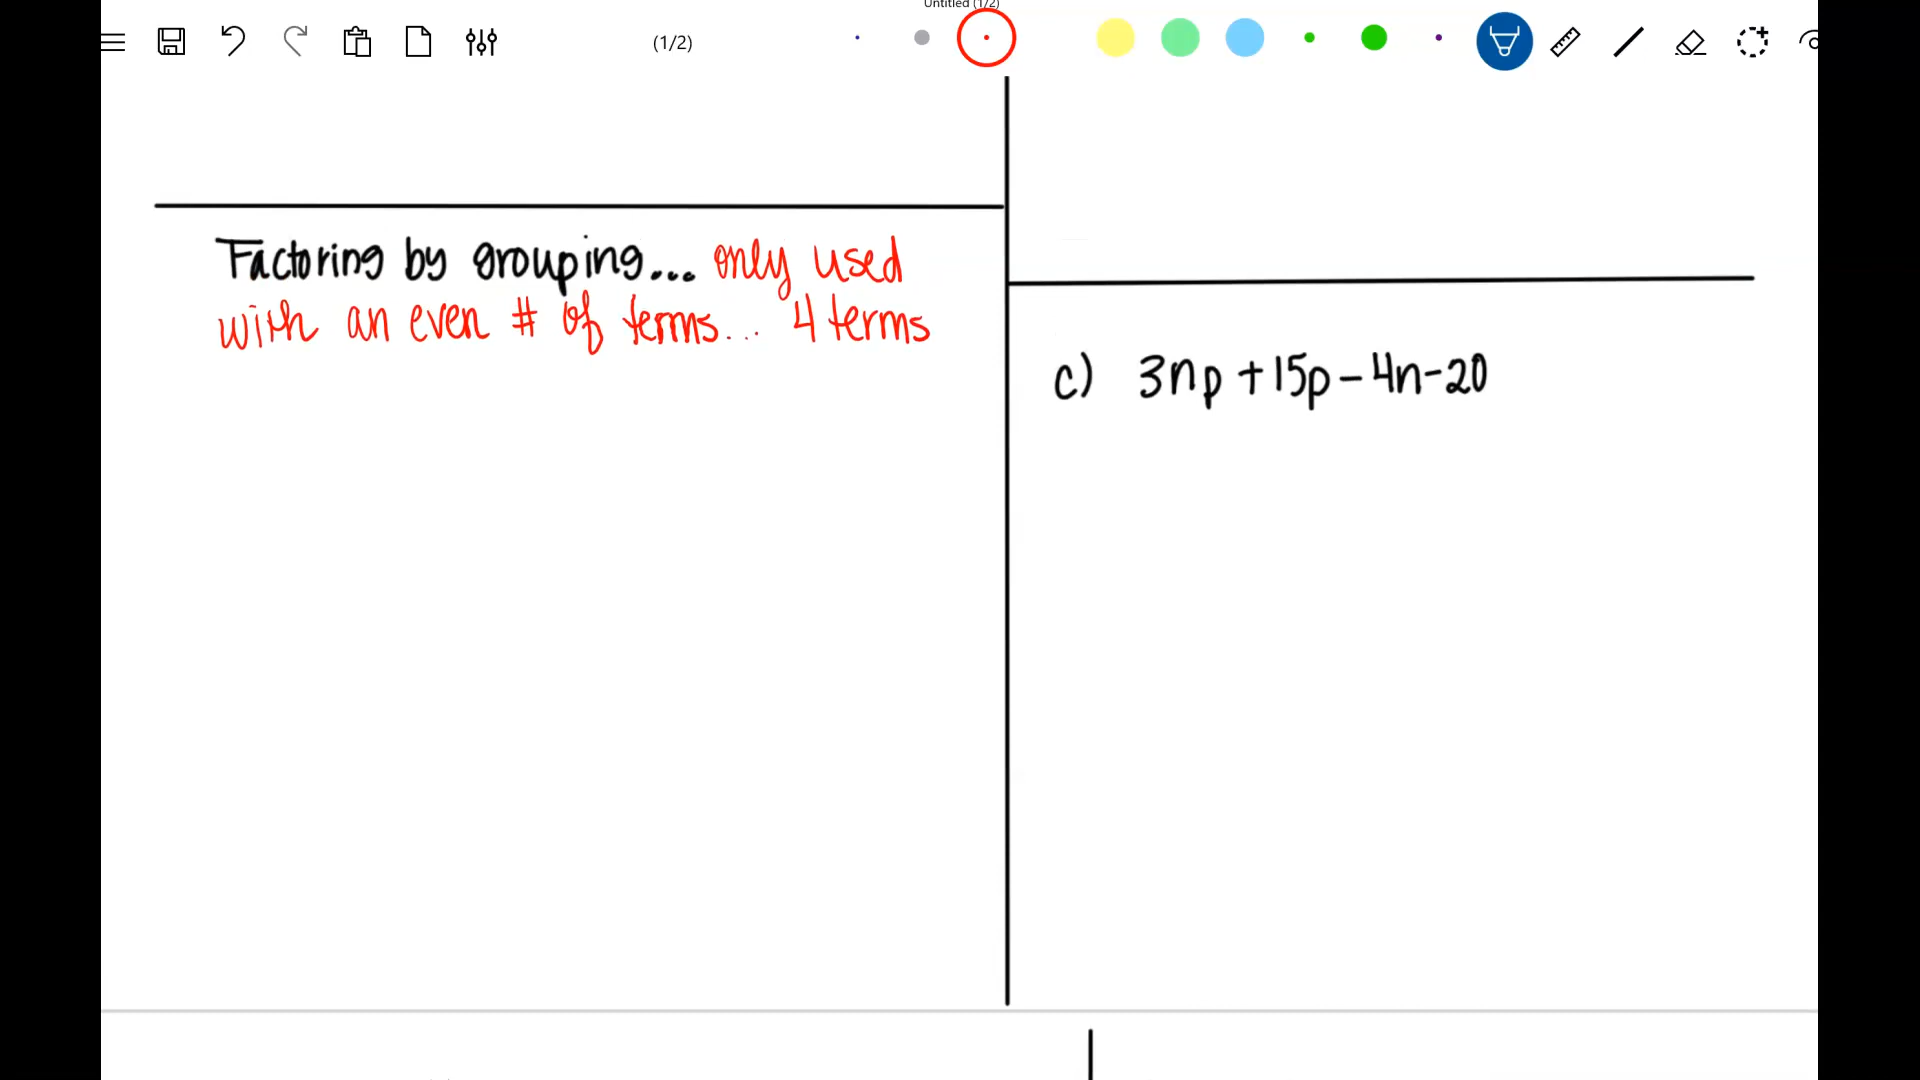 Untitled (1/2)
(1/2)
Factoring by grouping... only used
with an even # of terms... 4 terms
c) 3np + 15p - 4n - 20